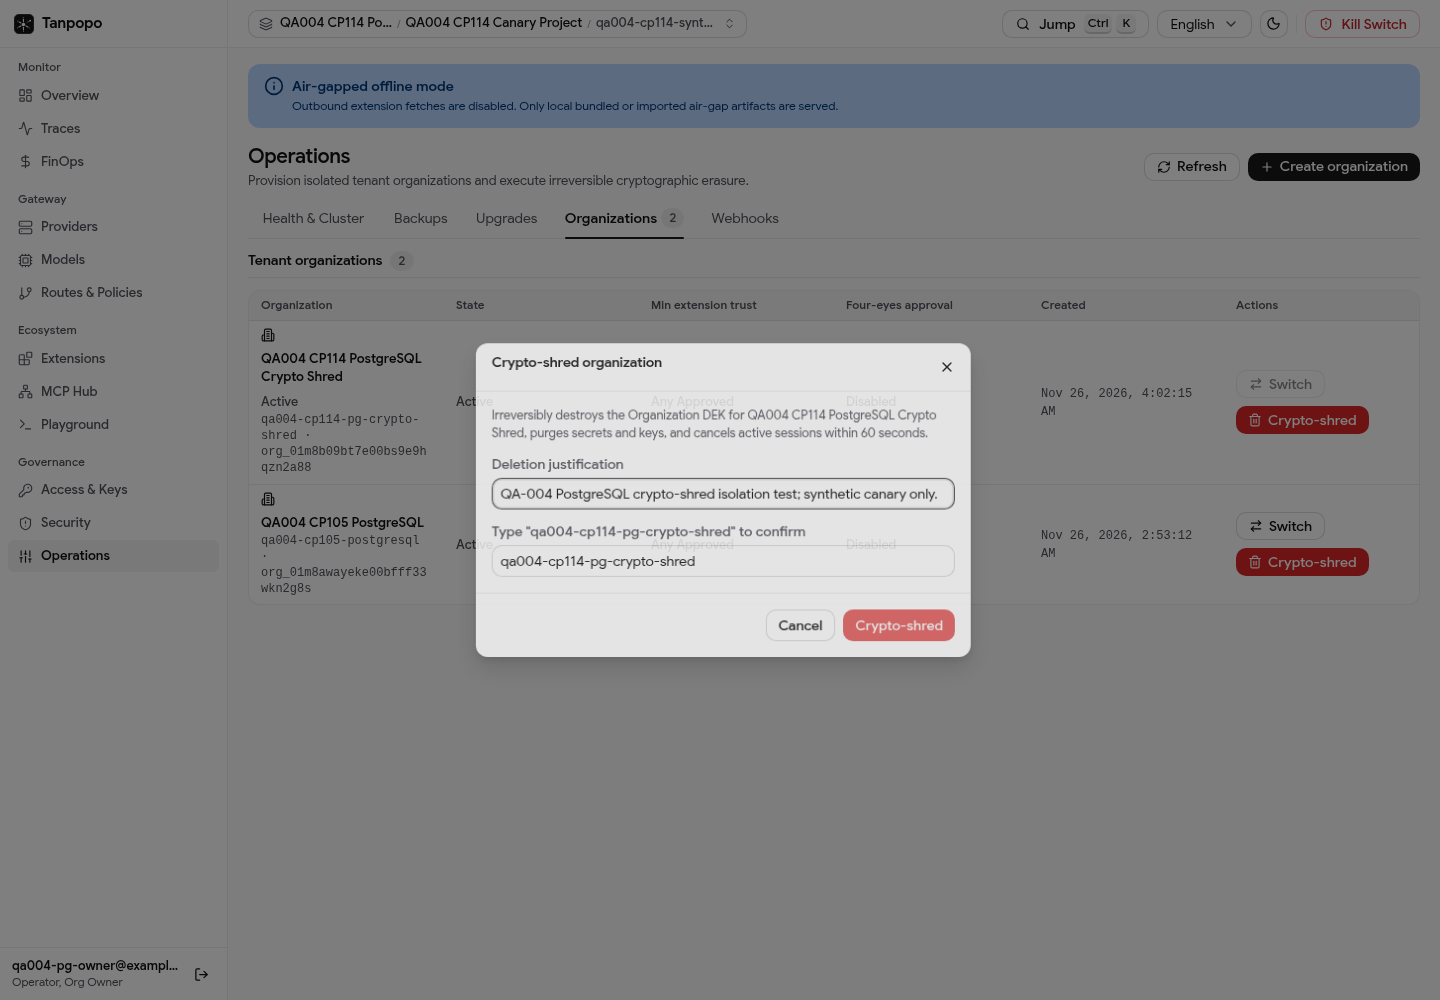 Tanpopo
QA004 CP114 Po... / QA004 CP114 Canary Project / qa004-cp114-synt...
Jump Ctrl K
English
Kill Switch
Monitor
Overview
Traces
FinOps
Gateway
Providers
Models
Routes & Policies
Ecosystem
Extensions
MCP Hub
Playground
Governance
Access & Keys
Security
Operations
qa004-pg-owner@exampl...
Operator, Org Owner
Air-gapped offline mode
Outbound extension fetches are disabled. Only local bundled or imported air-gap artifacts are served.
Operations
Provision isolated tenant organizations and execute irreversible cryptographic erasure.
Refresh
Create organization
Health & Cluster
Backups
Upgrades
Organizations 2
Webhooks
Tenant organizations 2
Organization
State
Min extension trust
Four-eyes approval
Created
Actions
QA004 CP114 PostgreSQL
Crypto Shred
Active
qa004-cp114-pg-crypto-
shred ·
org_01m8b09bt7e00bs9e9h
qzn2a88
Active
Any Approved
Disabled
Nov 26, 2026, 4:02:15
AM
Switch
Crypto-shred
QA004 CP105 PostgreSQL
qa004-cp105-postgresql
·
org_01m8awayeke00bfff33
wkn2g8s
Active
Any Approved
Disabled
Nov 26, 2026, 2:53:12
AM
Switch
Crypto-shred
Crypto-shred organization
Irreversibly destroys the Organization DEK for QA004 CP114 PostgreSQL Crypto
Shred, purges secrets and keys, and cancels active sessions within 60 seconds.
Deletion justification
QA-004 PostgreSQL crypto-shred isolation test; synthetic canary only.
Type "qa004-cp114-pg-crypto-shred" to confirm
qa004-cp114-pg-crypto-shred
Cancel
Crypto-shred